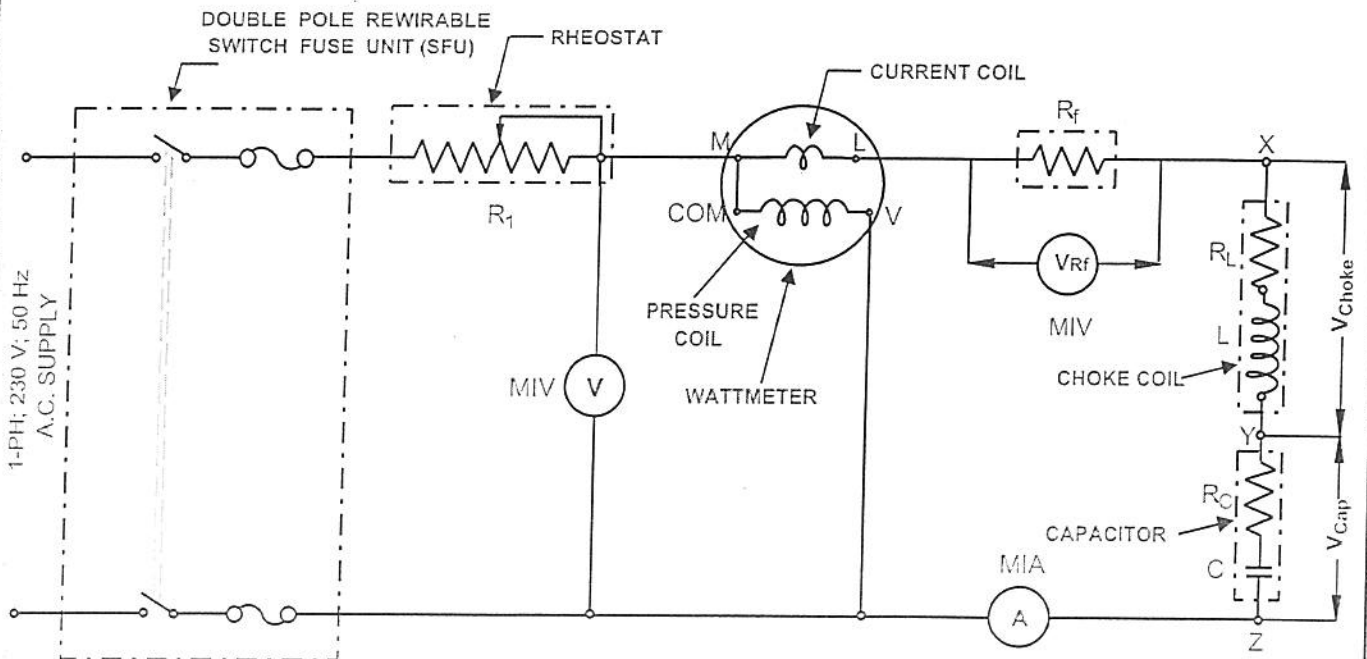 DOUBLE POLE REWIRABLE
SWITCH FUSE UNIT (SFU)
RHEOSTAT
CURRENT COIL
Rf
M
L
X
R1
COM
V
RL
VRf
PRESSURE
COIL
MIV
L
VChoke
1-PH; 230 V; 50 Hz
A.C. SUPPLY
MIV
V
WATTMETER
CHOKE COIL
Y
RC
CAPACITOR
VCap
MIA
C
A
Z